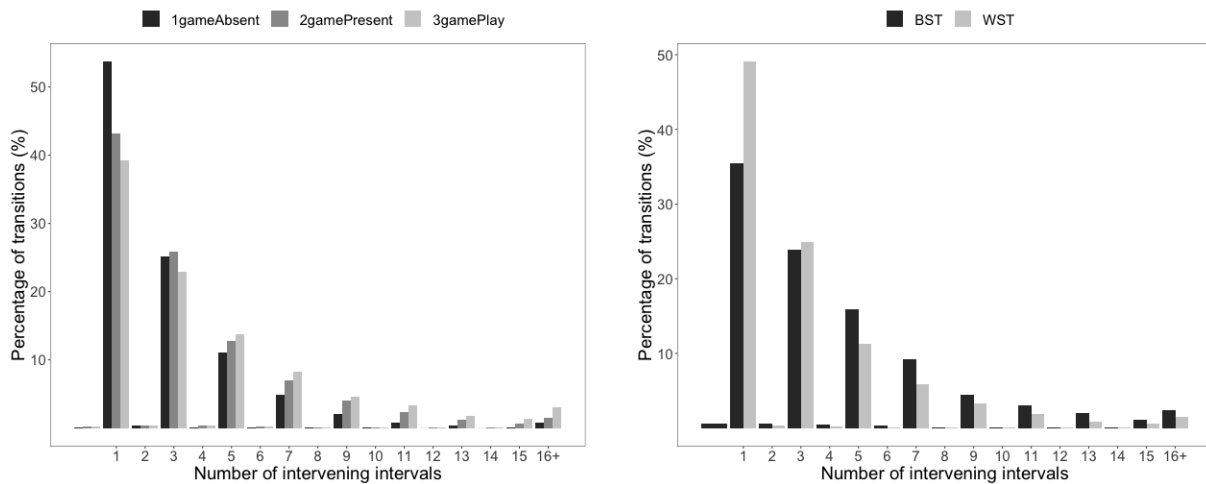 1gameAbsent 2gamePresent 3gamePlay
Percentage of transitions (%)
50
40
30
20
10
1 2 3 4 5 6 7 8 9 10 11 12 13 14 15 16+
Number of intervening intervals
BST WST
Percentage of transitions (%)
50
40
30
20
10
1 2 3 4 5 6 7 8 9 10 11 12 13 14 15 16+
Number of intervening intervals